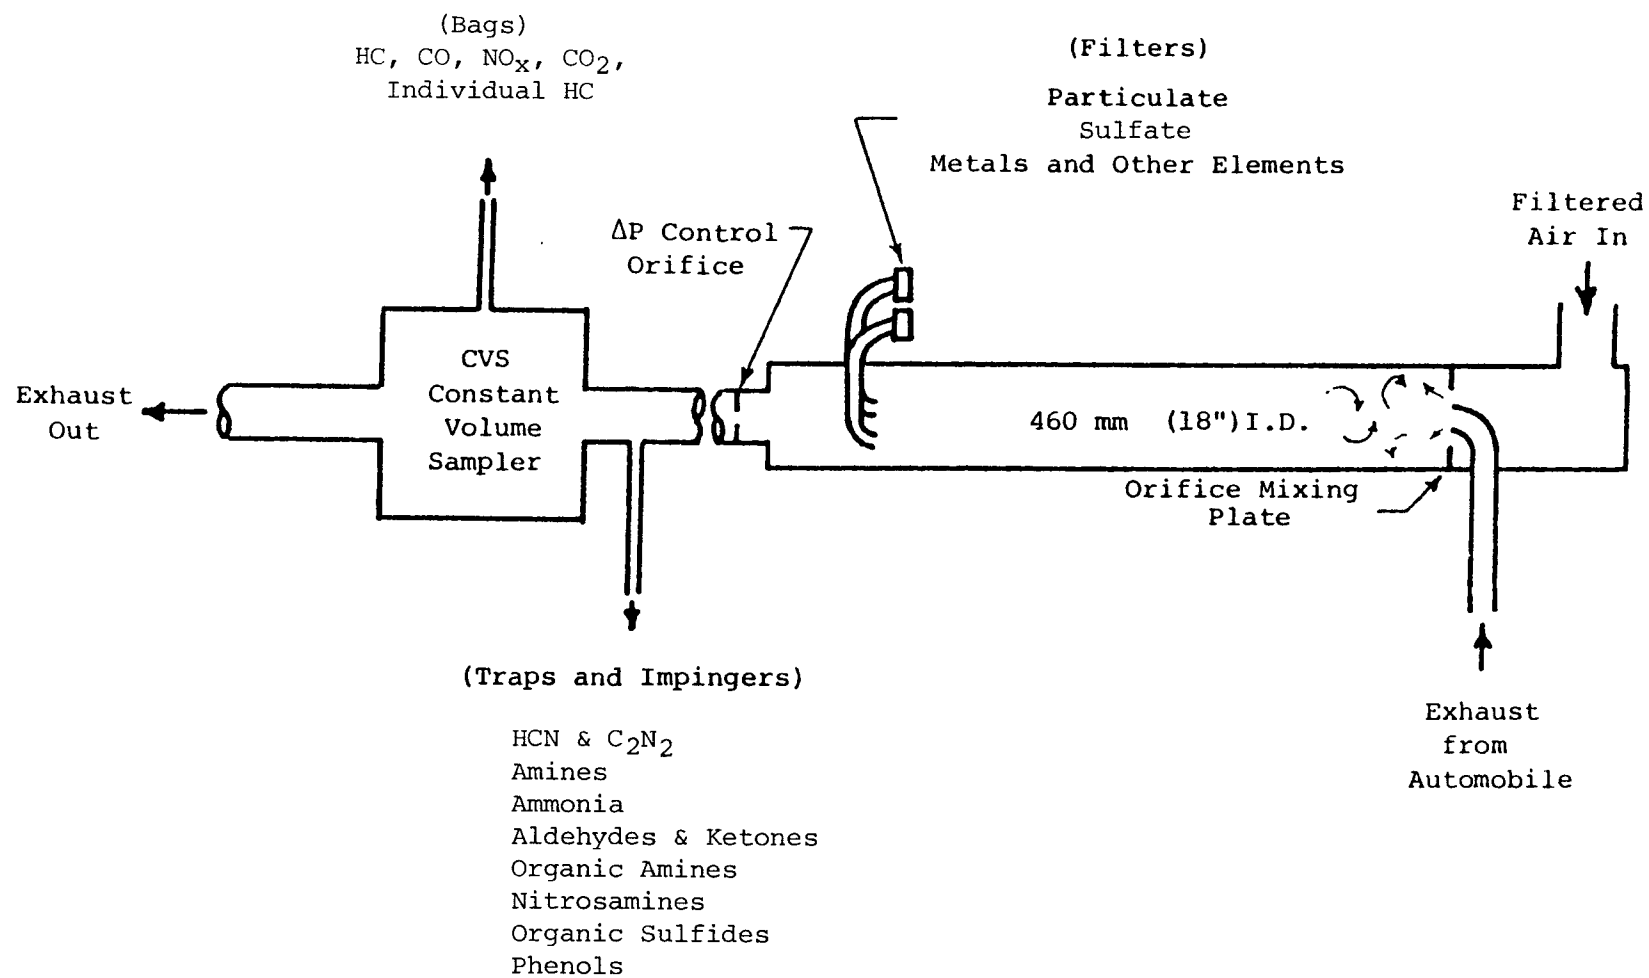 (Bags)
HC, CO, NOx, CO2,
Individual HC
(Filters)
Particulate
Sulfate
Metals and Other Elements
Filtered
Air In
ΔP Control
Orifice
CVS
Constant
Volume
Sampler
Exhaust
Out
460 mm (18") I.D.
Orifice Mixing
Plate
(Traps and Impingers)
HCN & C2N2
Amines
Ammonia
Aldehydes & Ketones
Organic Amines
Nitrosamines
Organic Sulfides
Phenols
Exhaust
from
Automobile